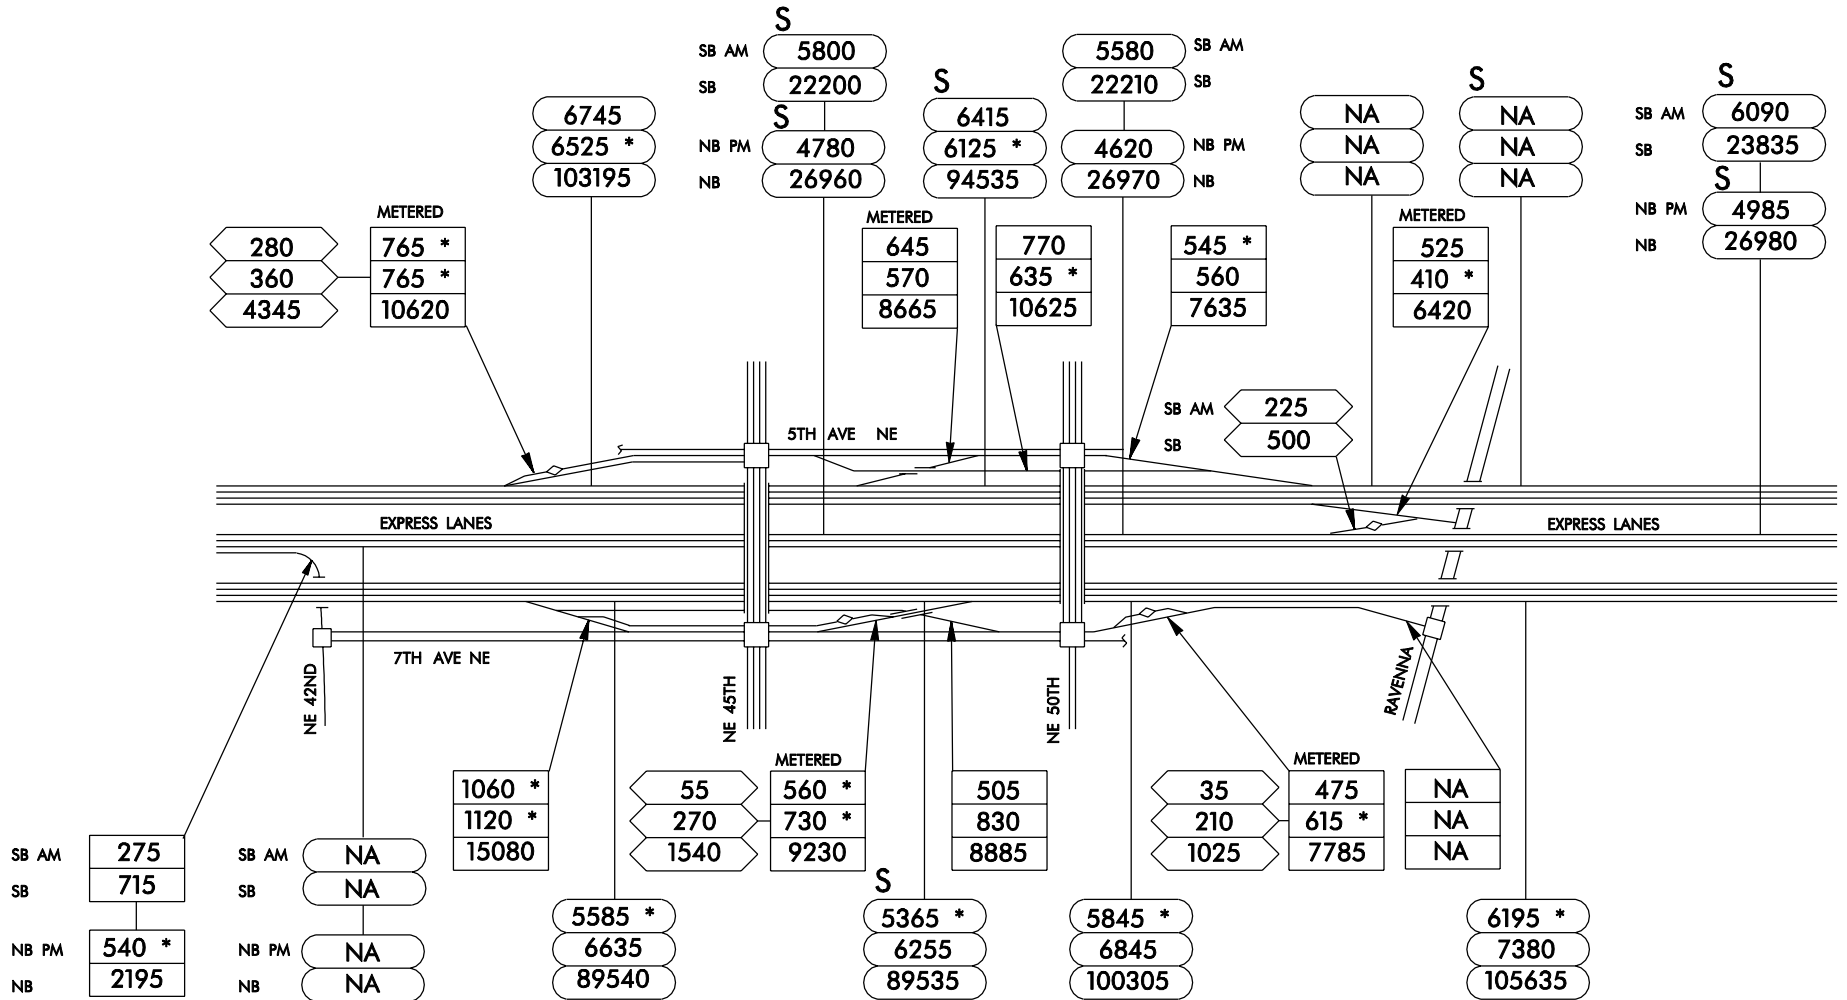 S
SB AM 5800
SB 22200
S
NB PM 4780
NB 26960
5580 SB AM
22210 SB
4620 NB PM
26970 NB
6745
6525 *
103195
S
6415
6125 *
94535
NA
NA
NA
S
NA
NA
NA
S
SB AM 6090
SB 23835
S
NB PM 4985
NB 26980
280
360
4345
METERED
765 *
765 *
10620
METERED
645
570
8665
770
635 *
10625
545 *
560
7635
METERED
525
410 *
6420
SB AM 225
SB 500
5TH AVE NE
EXPRESS LANES
EXPRESS LANES
7TH AVE NE
NE 42ND
NE 45TH
NE 50TH
RAVENNA
SB AM 275
SB 715
NB PM 540 *
NB 2195
SB AM NA
SB NA
NB PM NA
NB NA
1060 *
1120 *
15080
55
270
1540
METERED
560 *
730 *
9230
505
830
8885
35
210
1025
METERED
475
615 *
7785
NA
NA
NA
5585 *
6635
89540
S
5365 *
6255
89535
5845 *
6845
100305
6195 *
7380
105635